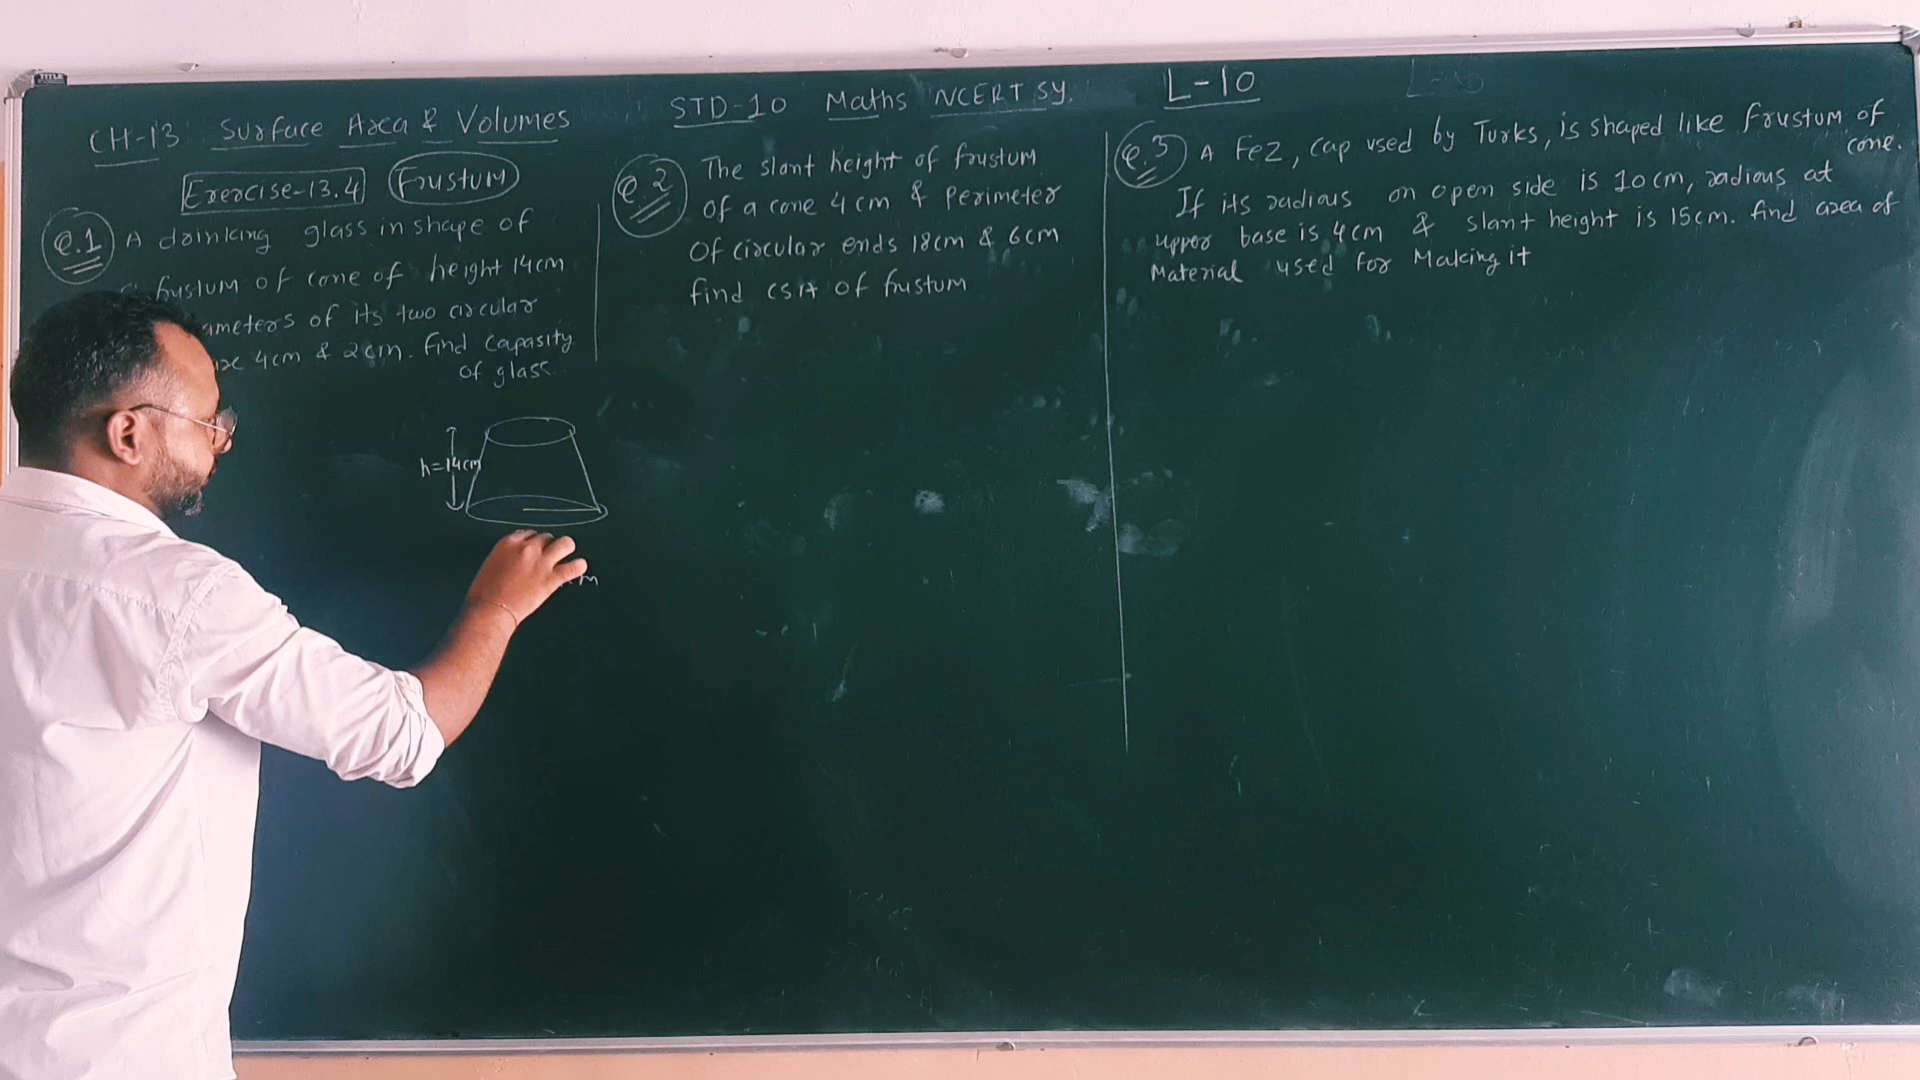 STD-10 Maths NCERT Sy.
L-10
CH-13 Surface Area & Volumes
Exercise-13.4 Frustum
Q.1 A drinking glass in shape of
frustum of cone of height 14cm
ameters of its two circular
4cm & 2cm. Find Capasity
of glass
h=14cm
Q.2 The slant height of frustum
of a cone 4cm & Perimeter
of circular ends 18cm & 6cm
find CSA of frustum
Q.3 A Fez, cap used by Turks, is shaped like frustum of
cone.
If its radious on open side is 10cm, radious at
upper base is 4cm & slant height is 15cm. find area of
Material used for Making it